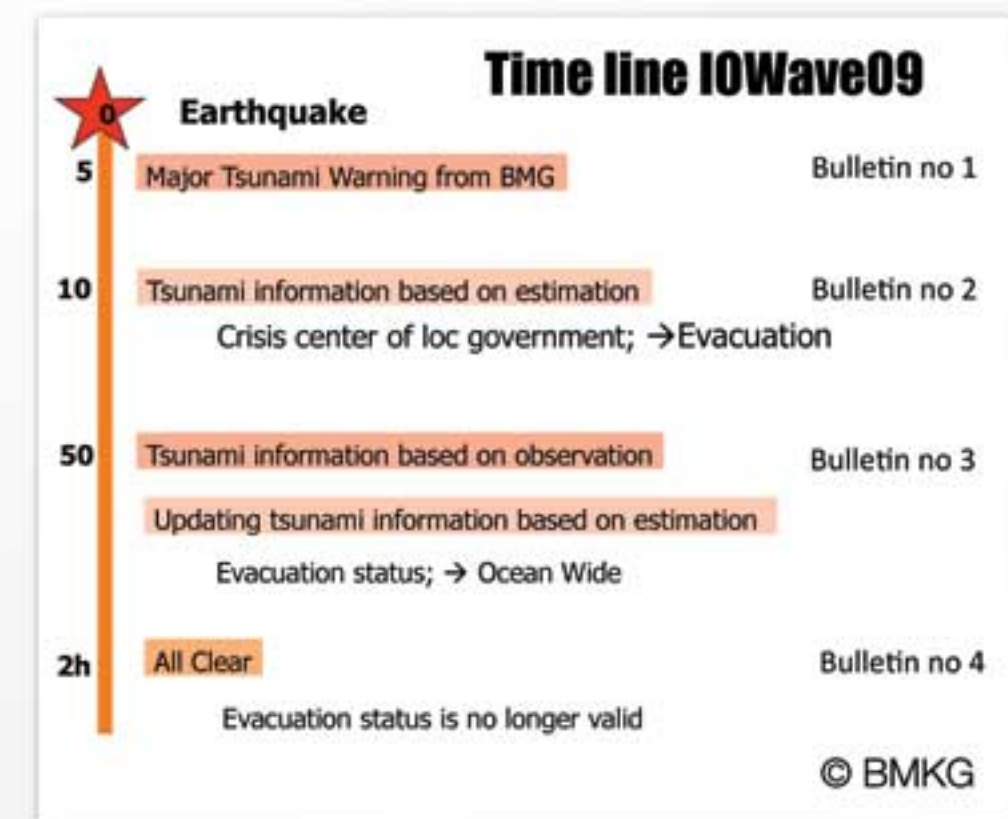 Time line IOWave09
0 Earthquake
5 Major Tsunami Warning from BMG Bulletin no 1
10 Tsunami information based on estimation Bulletin no 2
Crisis center of loc government; →Evacuation
50 Tsunami information based on observation Bulletin no 3
Updating tsunami information based on estimation
Evacuation status; → Ocean Wide
2h All Clear Bulletin no 4
Evacuation status is no longer valid
© BMKG